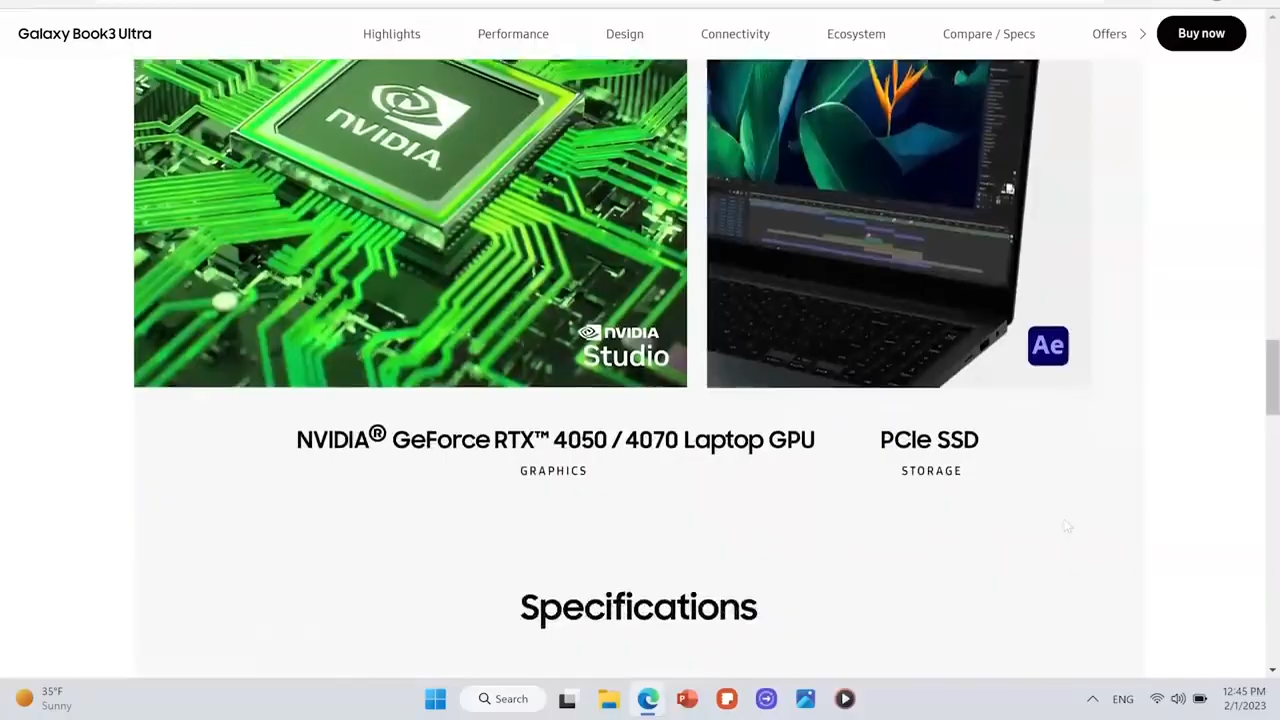 Galaxy Book3 Ultra
Highlights
Performance
Design
Connectivity
Ecosystem
Compare / Specs
Offers
Buy now
NVIDIA
NVIDIA
Studio
Ae
NVIDIA® GeForce RTX™ 4050 / 4070 Laptop GPU
GRAPHICS
PCIe SSD
STORAGE
Specifications
35°F
Sunny
Search
ENG
12:45 PM
2/1/2023